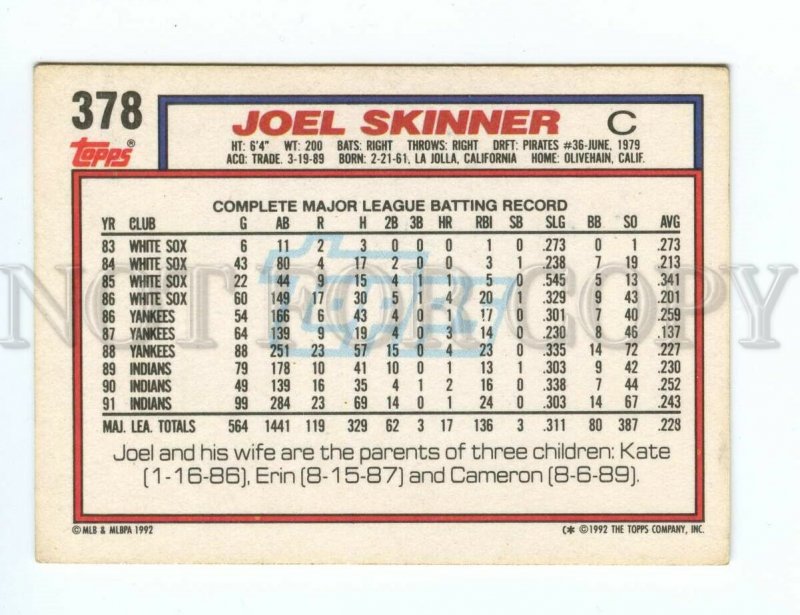 378
Topps®
JOEL SKINNER C
HT: 6'4" WT: 200 BATS: RIGHT THROWS: RIGHT DRFT: PIRATES #36-JUNE, 1979
ACQ: TRADE. 3-19-89 BORN: 2-21-61, LA JOLLA, CALIFORNIA HOME: OLIVEHAIN, CALIF.
COMPLETE MAJOR LEAGUE BATTING RECORD
YR CLUB G AB R H 2B 3B HR RBI SB SLG BB SO AVG
83 WHITE SOX 6 11 2 3 0 0 0 1 0 .273 0 1 .273
84 WHITE SOX 43 80 4 17 2 0 0 3 1 .238 7 19 .213
85 WHITE SOX 22 44 9 15 4 1 1 5 0 .545 5 13 .341
86 WHITE SOX 60 149 17 30 5 1 4 20 1 .329 9 43 .201
86 YANKEES 54 166 6 43 4 0 1 17 0 .301 7 40 .259
87 YANKEES 64 139 9 19 4 0 3 14 0 .230 8 46 .137
88 YANKEES 88 251 23 57 15 0 4 23 0 .335 14 72 .227
89 INDIANS 79 178 10 41 10 0 1 13 1 .303 9 42 .230
90 INDIANS 49 139 16 35 4 1 2 16 0 .338 7 44 .252
91 INDIANS 99 284 23 69 14 0 1 24 0 .303 14 67 .243
MAJ. LEA. TOTALS 564 1441 119 329 62 3 17 136 3 .311 80 387 .228
Joel and his wife are the parents of three children: Kate
(1-16-86), Erin (8-15-87) and Cameron (8-6-89).
© MLB & MLBPA 1992 (* ©1992 THE TOPPS COMPANY, INC.
NOT FOR COPY